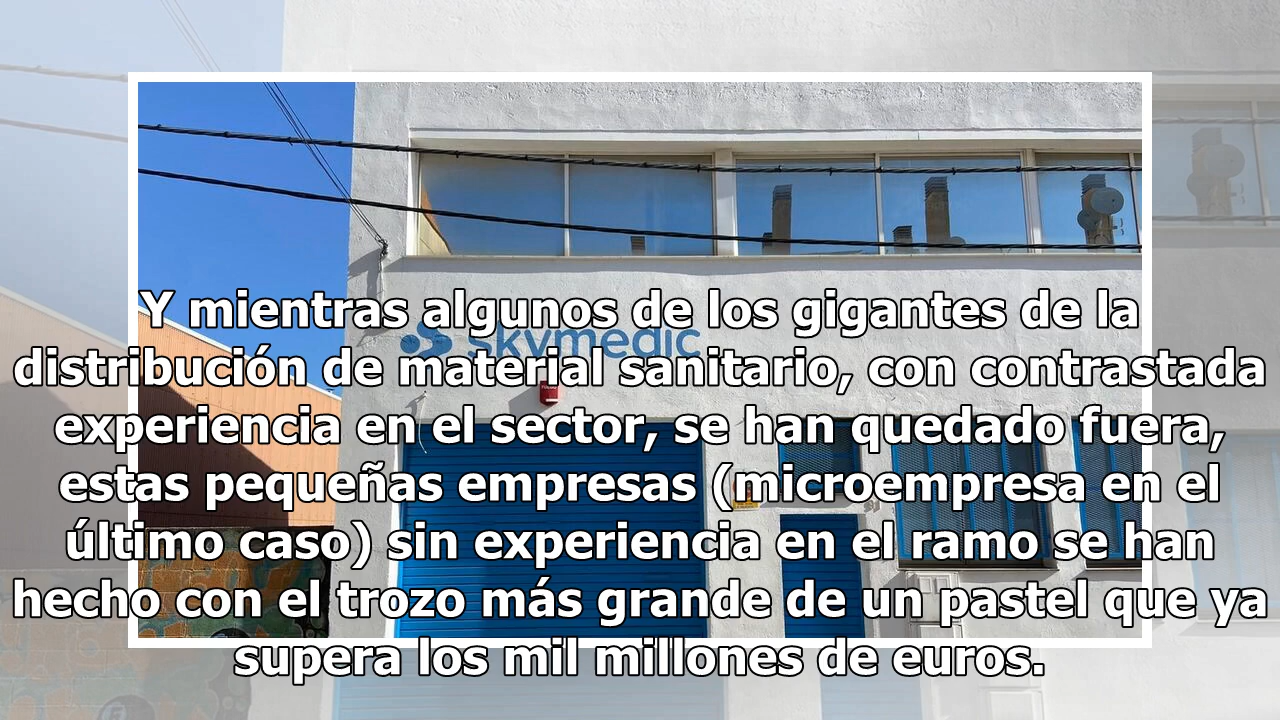 Y mientras algunos de los gigantes de la
skymedic
distribución de material sanitario, con contrastada
experiencia en el sector, se han quedado fuera,
estas pequeñas empresas (microempresa en el
último caso) sin experiencia en el ramo se han
hecho con el trozo más grande de un pastel que ya
supera los mil millones de euros.